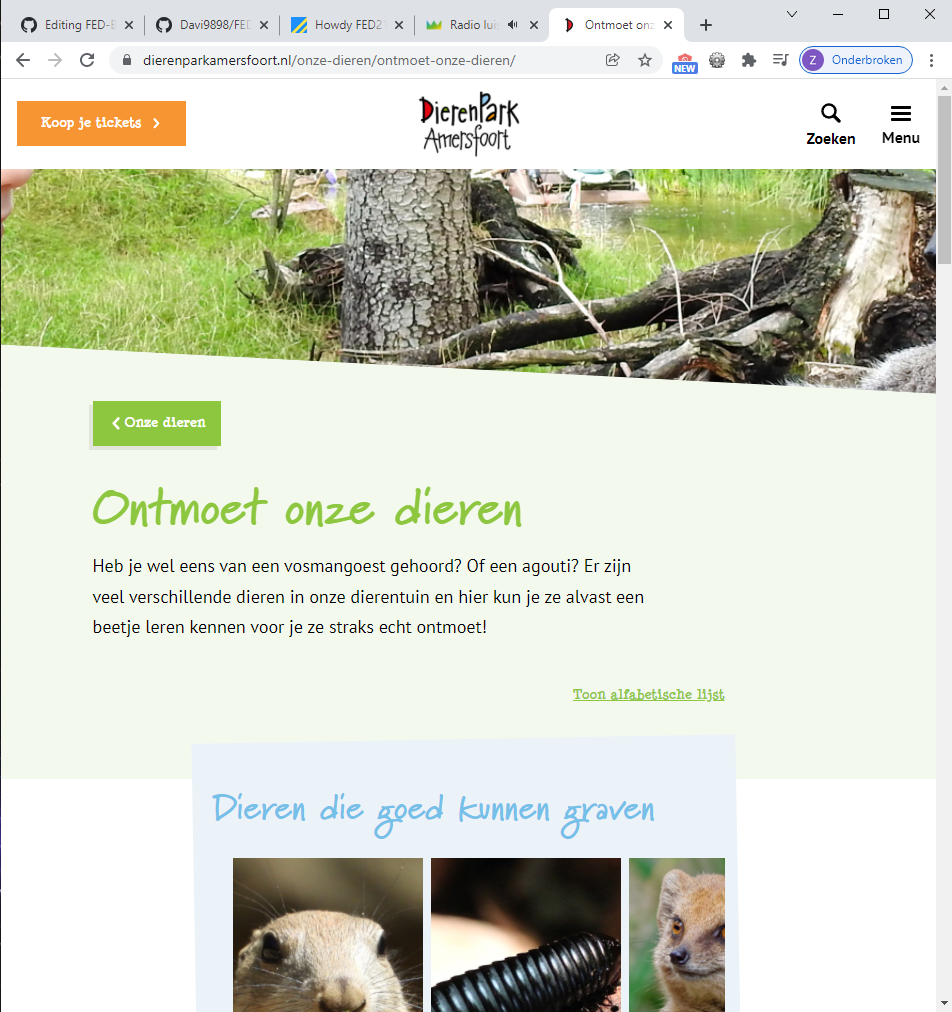 Editing FED-E
Davi9898/FED
Howdy FED2
Radio luis
Ontmoet onz
dierenparkamersfoort.nl/onze-dieren/ontmoet-onze-dieren/
NEW
Z
Onderbroken
Koop je tickets
DierenPark
Amersfoort
Zoeken
Menu
Onze dieren
Ontmoet onze dieren
Heb je wel eens van een vosmangoest gehoord? Of een agouti? Er zijn
veel verschillende dieren in onze dierentuin en hier kun je ze alvast een
beetje leren kennen voor je ze straks echt ontmoet!
Toon alfabetische lijst
Dieren die goed kunnen graven